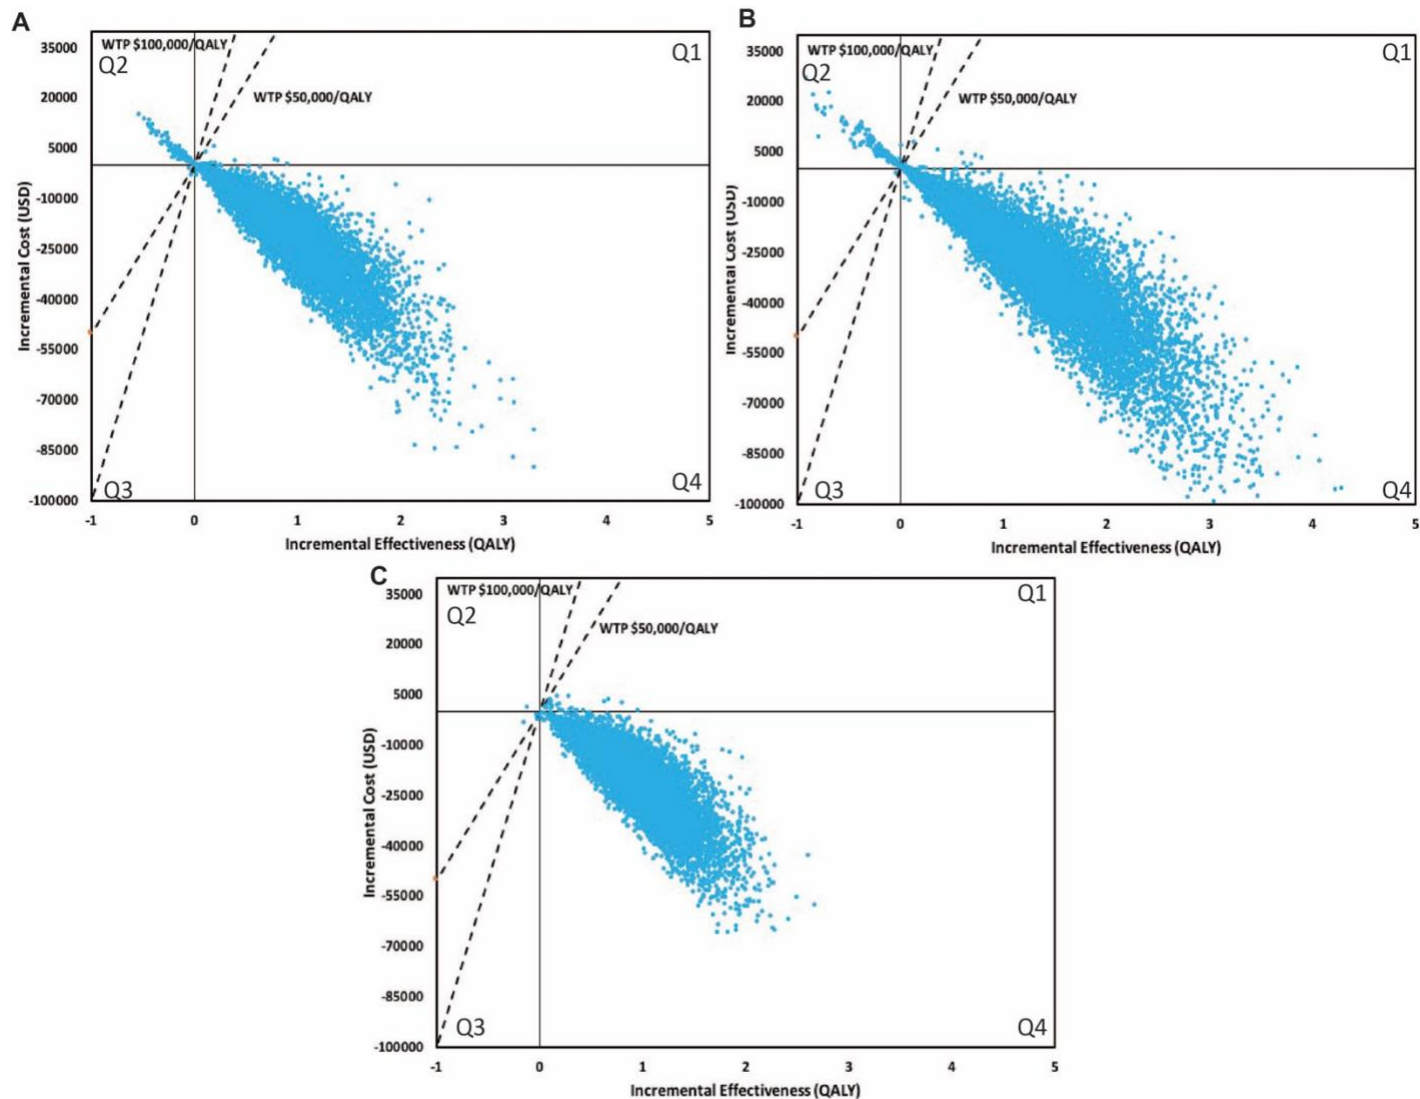 A
WTP $100,000/QALY
Q2
Q1
WTP $50,000/QALY
35000
20000
5000
-10000
-25000
-40000
-55000
-70000
-85000
-100000
Incremental Cost (USD)
Q3
Q4
-1 0 1 2 3 4 5
Incremental Effectiveness (QALY)
B
WTP $100,000/QALY
Q2
Q1
WTP $50,000/QALY
35000
20000
5000
-10000
-25000
-40000
-55000
-70000
-85000
-100000
Incremental Cost (USD)
Q3
Q4
-1 0 1 2 3 4 5
Incremental Effectiveness (QALY)
C
WTP $100,000/QALY
Q2
Q1
WTP $50,000/QALY
35000
20000
5000
-10000
-25000
-40000
-55000
-70000
-85000
-100000
Incremental Cost (USD)
Q3
Q4
-1 0 1 2 3 4 5
Incremental Effectiveness (QALY)